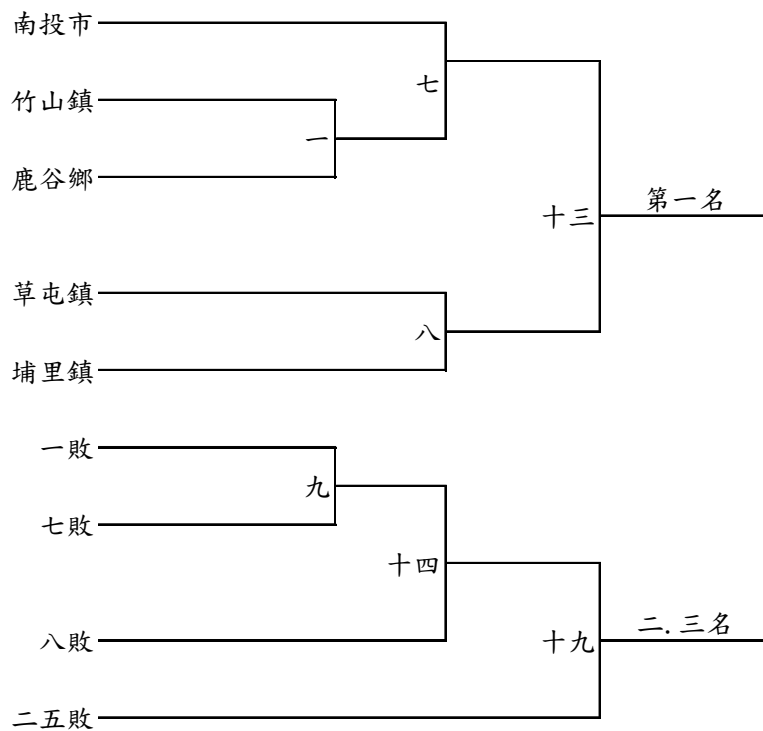 南投市
七
竹山鎮
一
鹿谷鄉
十三
第一名
草屯鎮
八
埔里鎮
一敗
九
七敗
十四
八敗
十九
二.三名
二五敗